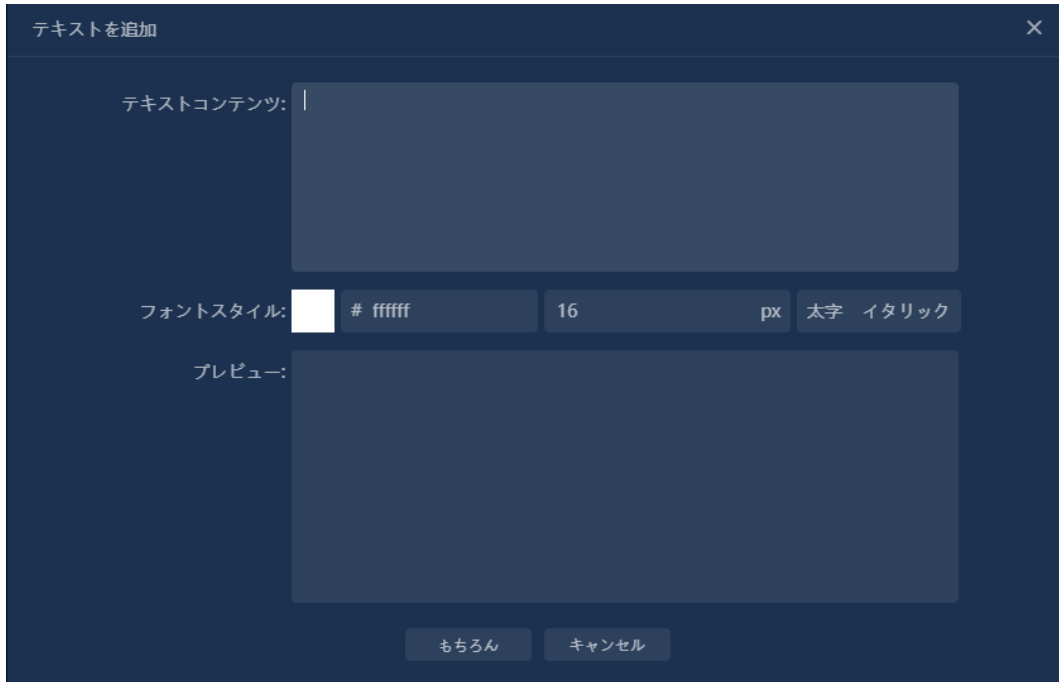 テキストを追加 ×
テキストコンテンツ:
フォントスタイル: # ffffff 16 px 太字 イタリック
プレビュー:
もちろん キャンセル